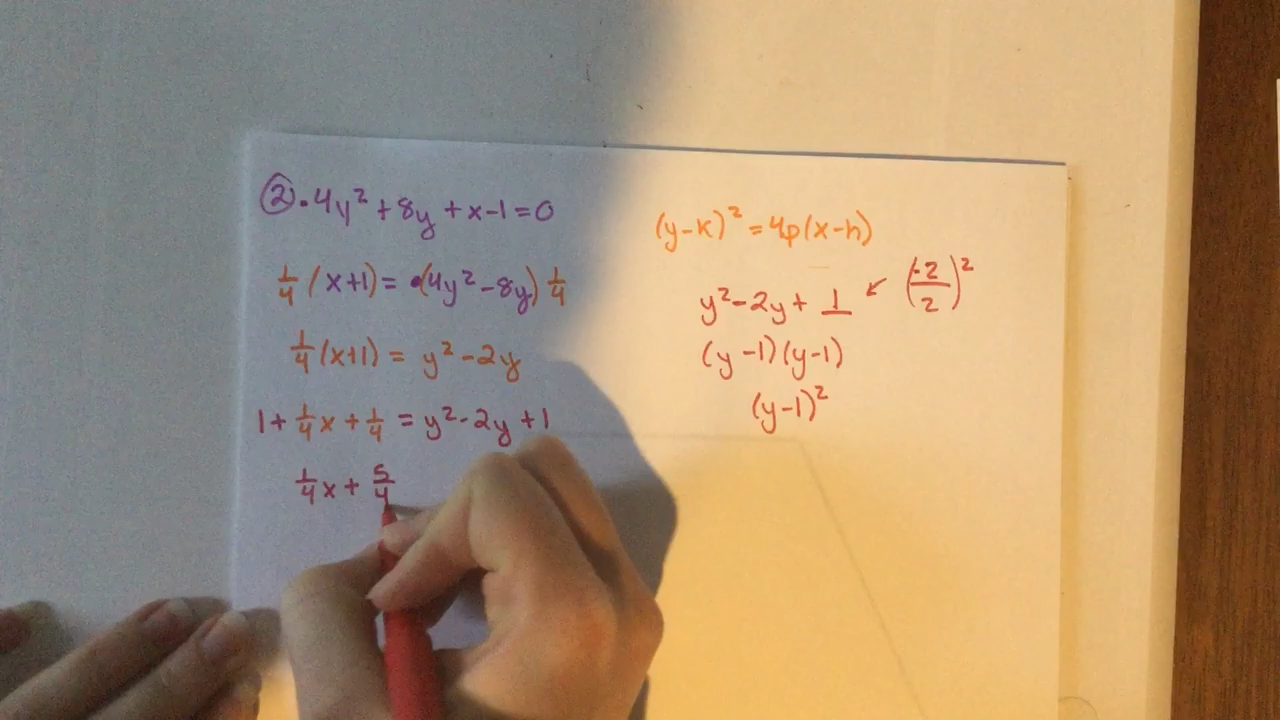 ②. 4y² + 8y + x - 1 = 0
¼ (x+1) = (4y² - 8y) ¼
¼ (x+1) = y² - 2y
1 + ¼x + ¼ = y² - 2y + 1
¼x + 5/4
(y-k)² = 4p(x-h)
y² - 2y + 1 ↙ (-2/2)²
(y-1)(y-1)
(y-1)²